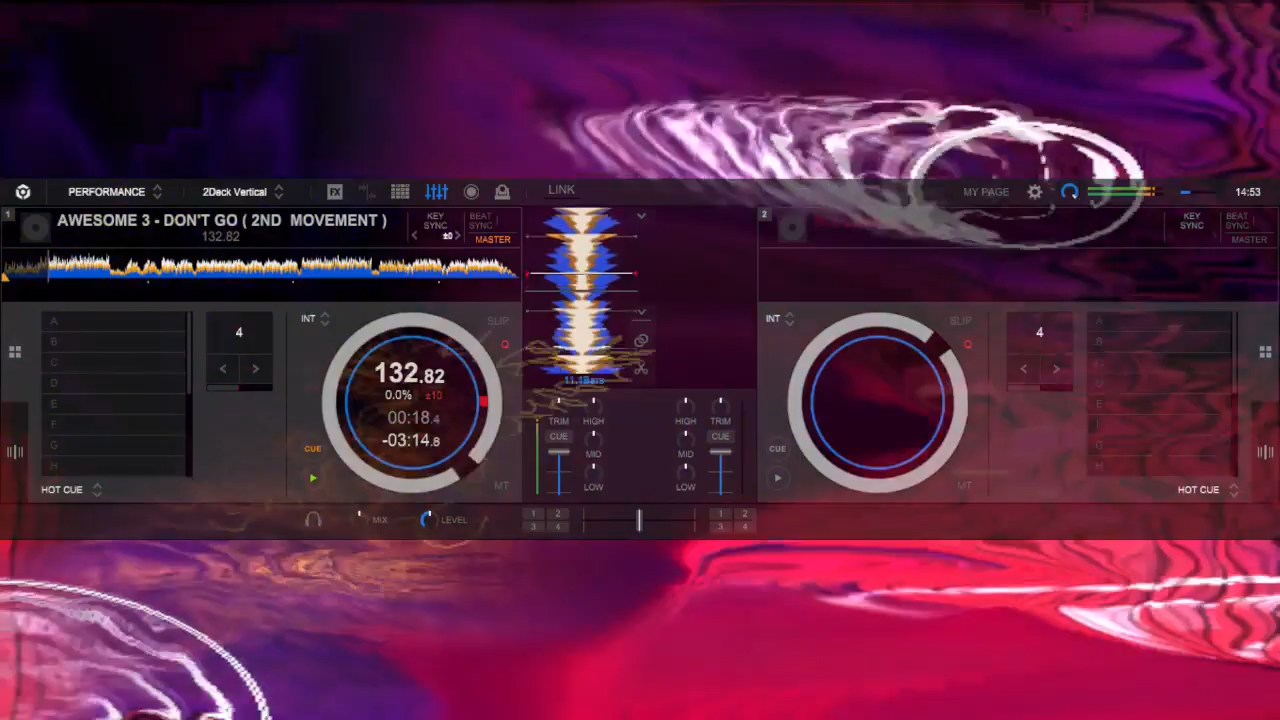 PERFORMANCE 2Deck Vertical FX LINK MY PAGE 14:53
1 AWESOME 3 - DON'T GO ( 2ND MOVEMENT )
132.82
KEY SYNC ±0
BEAT SYNC
MASTER
2
KEY SYNC
BEAT SYNC
MASTER
A
B
C
D
E
F
G
H
HOT CUE
4
INT
SLIP
Q
132.82
0.0% ±10
00:18.4
-03:14.8
CUE
MT
TRIM HIGH
CUE
MID
LOW
HIGH TRIM
CUE
MID
LOW
INT
SLIP
Q
CUE
MT
4
A
B
E
H
HOT CUE
MIX LEVEL
1 2
3 4
1 2
3 4